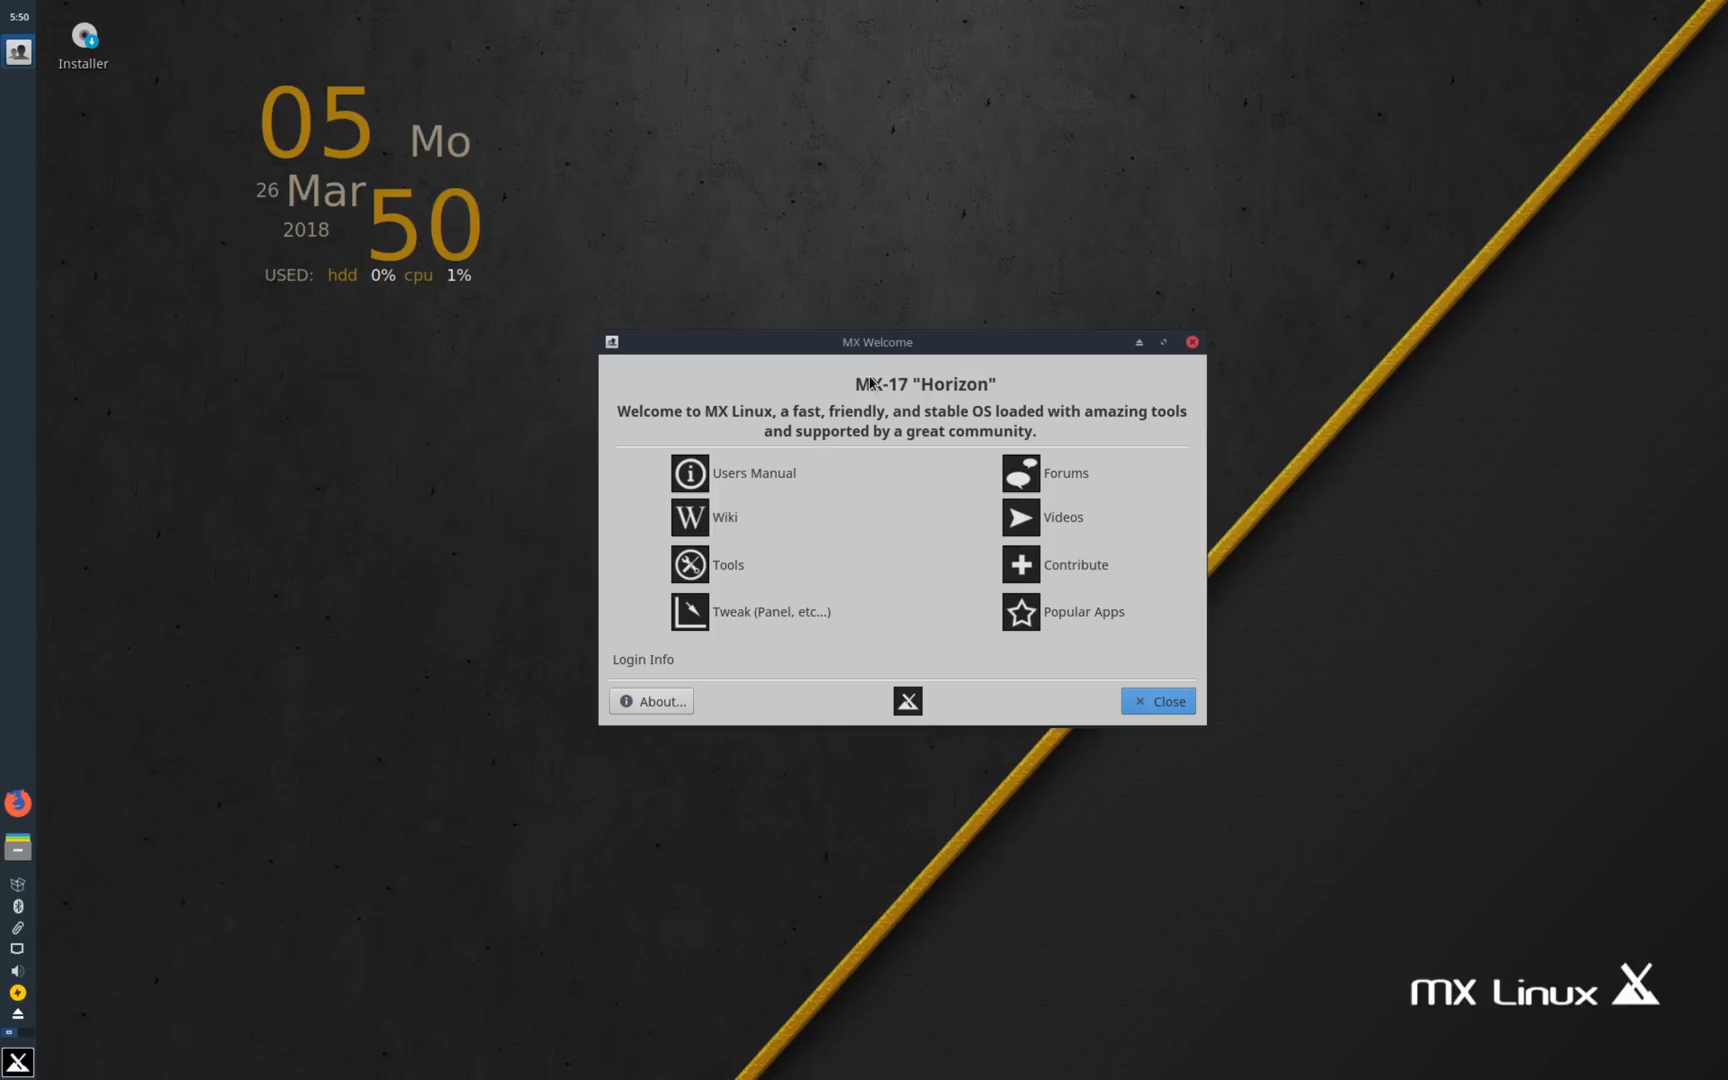 5:50
Installer
05 Mo
26 Mar 50
2018
USED: hdd 0% cpu 1%
MX Welcome
MX-17 "Horizon"
Welcome to MX Linux, a fast, friendly, and stable OS loaded with amazing tools
and supported by a great community.
Users Manual
Forums
Wiki
Videos
Tools
Contribute
Tweak (Panel, etc...)
Popular Apps
Login Info
About...
Close
MX Linux